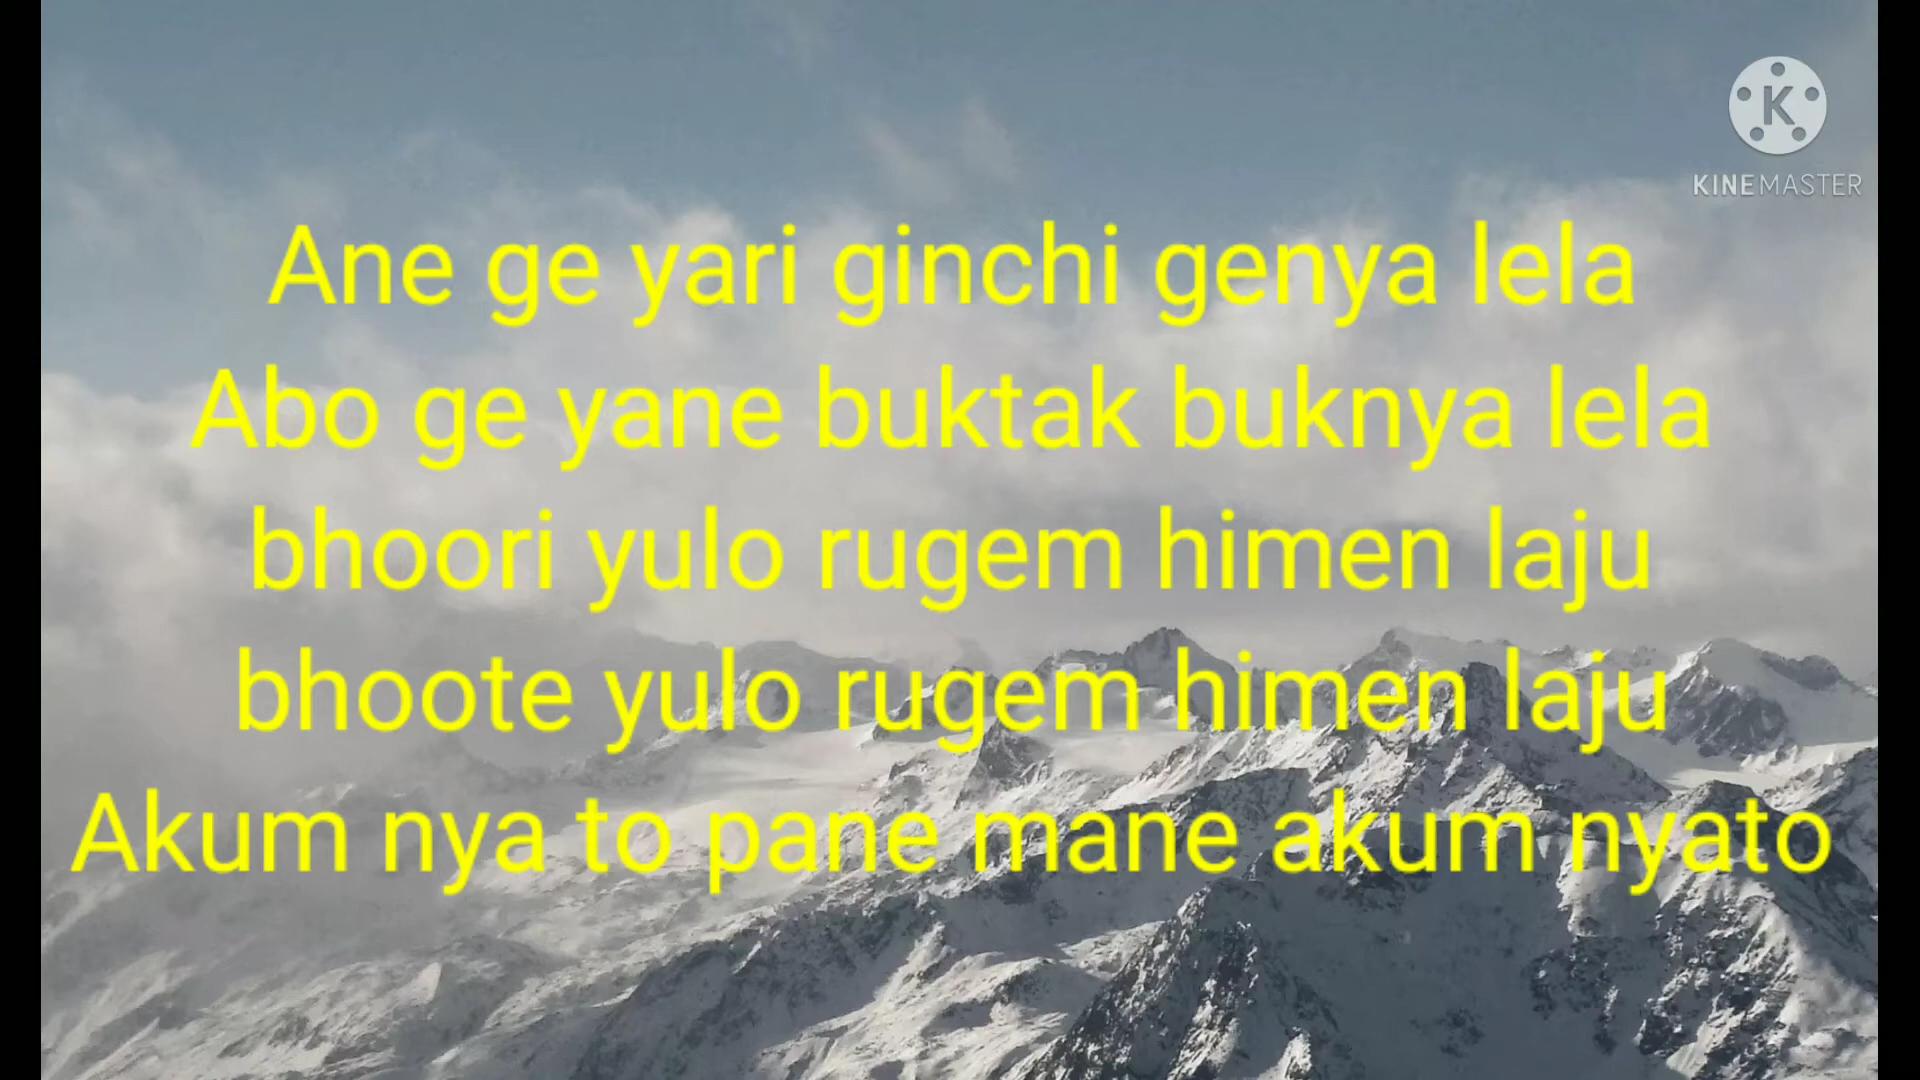 K
KINEMASTER
Ane ge yari ginchi genya lela
Abo ge yane buktak buknya lela
bhoori yulo rugem himen laju
bhoote yulo rugem himen laju
Akum nya to pane mane akum nyato